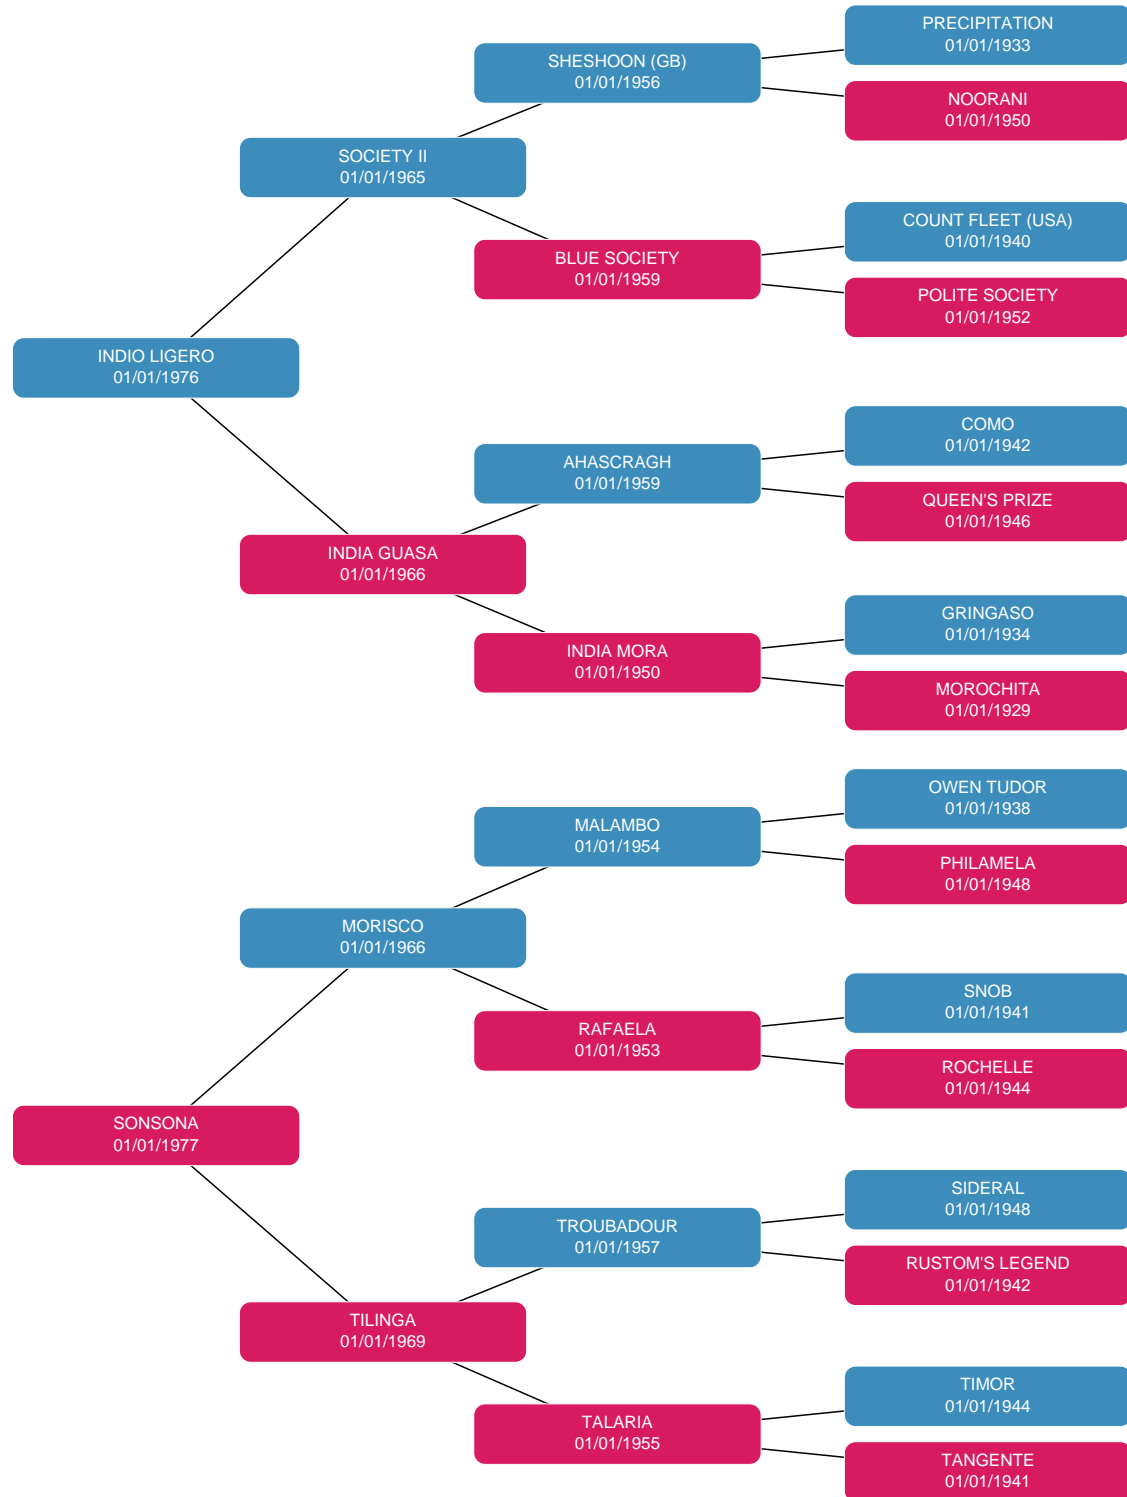 PRECIPITATION
01/01/1933
SHESHOON (GB)
01/01/1956
NOORANI
01/01/1950
SOCIETY II
01/01/1965
COUNT FLEET (USA)
01/01/1940
BLUE SOCIETY
01/01/1959
POLITE SOCIETY
01/01/1952
INDIO LIGERO
01/01/1976
COMO
01/01/1942
AHASCRAGH
01/01/1959
QUEEN'S PRIZE
01/01/1946
INDIA GUASA
01/01/1966
GRINGASO
01/01/1934
INDIA MORA
01/01/1950
MOROCHITA
01/01/1929
OWEN TUDOR
01/01/1938
MALAMBO
01/01/1954
PHILAMELA
01/01/1948
MORISCO
01/01/1966
SNOB
01/01/1941
RAFAELA
01/01/1953
ROCHELLE
01/01/1944
SONSONA
01/01/1977
SIDERAL
01/01/1948
TROUBADOUR
01/01/1957
RUSTOM'S LEGEND
01/01/1942
TILINGA
01/01/1969
TIMOR
01/01/1944
TALARIA
01/01/1955
TANGENTE
01/01/1941